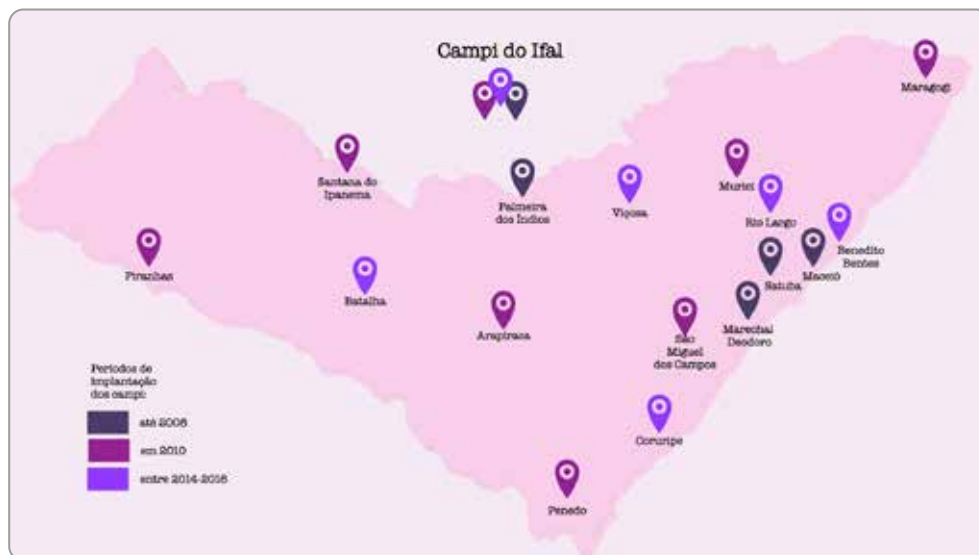 Campi do Ifal
Maragogi
Santana do
Ipanema
Palmeira
dos Índios
Viçosa
Murici
Rio Largo
Benedito
Bentes
Maceió
Satuba
Piranhas
Batalha
Arapiraca
São
Miguel
dos Campos
Marechal
Deodoro
Coruripe
Penedo
Períodos de
implantação
dos campi:
até 2008
em 2010
entre 2014-2018